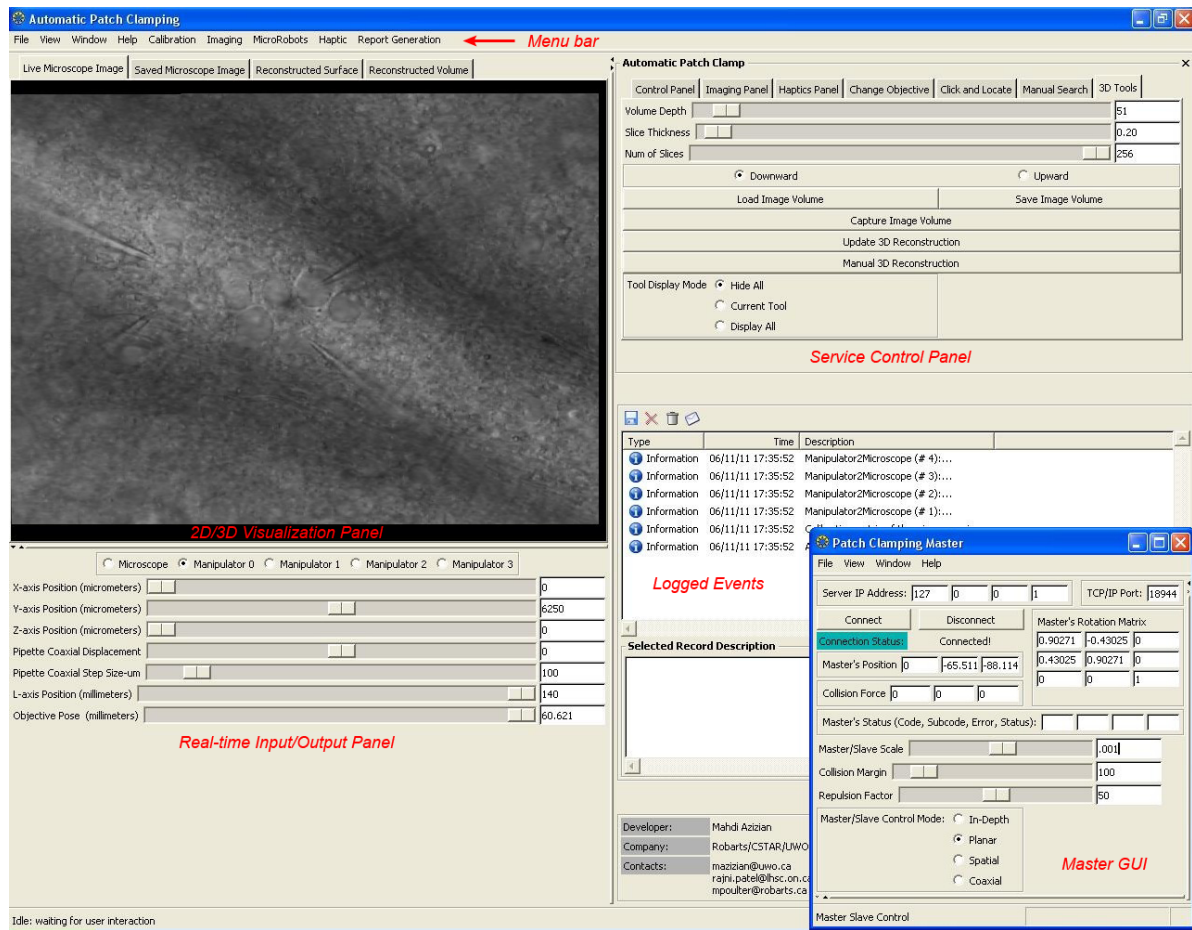 Automatic Patch Clamping
File View Window Help Calibration Imaging MicroRobots Haptic Report Generation
Menu bar
Live Microscope Image Saved Microscope Image Reconstructed Surface Reconstructed Volume
2D/3D Visualization Panel
Microscope Manipulator 0 Manipulator 1 Manipulator 2 Manipulator 3
X-axis Position (micrometers) 0
Y-axis Position (micrometers) 6250
Z-axis Position (micrometers) 0
Pipette Coaxial Displacement 0
Pipette Coaxial Step Size-um 100
L-axis Position (millimeters) 140
Objective Pose (millimeters) 60.621
Real-time Input/Output Panel
Automatic Patch Clamp
Control Panel Imaging Panel Haptics Panel Change Objective Click and Locate Manual Search 3D Tools
Volume Depth 51
Slice Thickness 0.20
Num of Slices 256
Downward Upward
Load Image Volume Save Image Volume
Capture Image Volume
Update 3D Reconstruction
Manual 3D Reconstruction
Tool Display Mode Hide All
Current Tool
Display All
Service Control Panel
Type Time Description
Information 06/11/11 17:35:52 Manipulator2Microscope (# 4):...
Information 06/11/11 17:35:52 Manipulator2Microscope (# 3):...
Information 06/11/11 17:35:52 Manipulator2Microscope (# 2):...
Information 06/11/11 17:35:52 Manipulator2Microscope (# 1):...
Information 06/11/11 17:35:52
Information 06/11/11 17:35:52 A
Logged Events
Selected Record Description
Developer: Mahdi Azizian
Company: Robarts/CSTAR/UWO
Contacts: mazizian@uwo.ca
rajni.patel@lhsc.on.ca
mpoulter@robarts.ca
Patch Clamping Master
File View Window Help
Server IP Address: 127 0 0 1 TCP/IP Port: 18944
Connect Disconnect Master's Rotation Matrix
Connection Status: Connected! 0.90271 -0.43025 0
Master's Position 0 -65.511 -88.114 0.43025 0.90271 0
0 0 1
Collision Force 0 0 0
Master's Status (Code, Subcode, Error, Status):
Master/Slave Scale .001
Collision Margin 100
Repulsion Factor 50
Master/Slave Control Mode: In-Depth
Planar
Spatial
Coaxial
Master GUI
Master Slave Control
Idle: waiting for user interaction